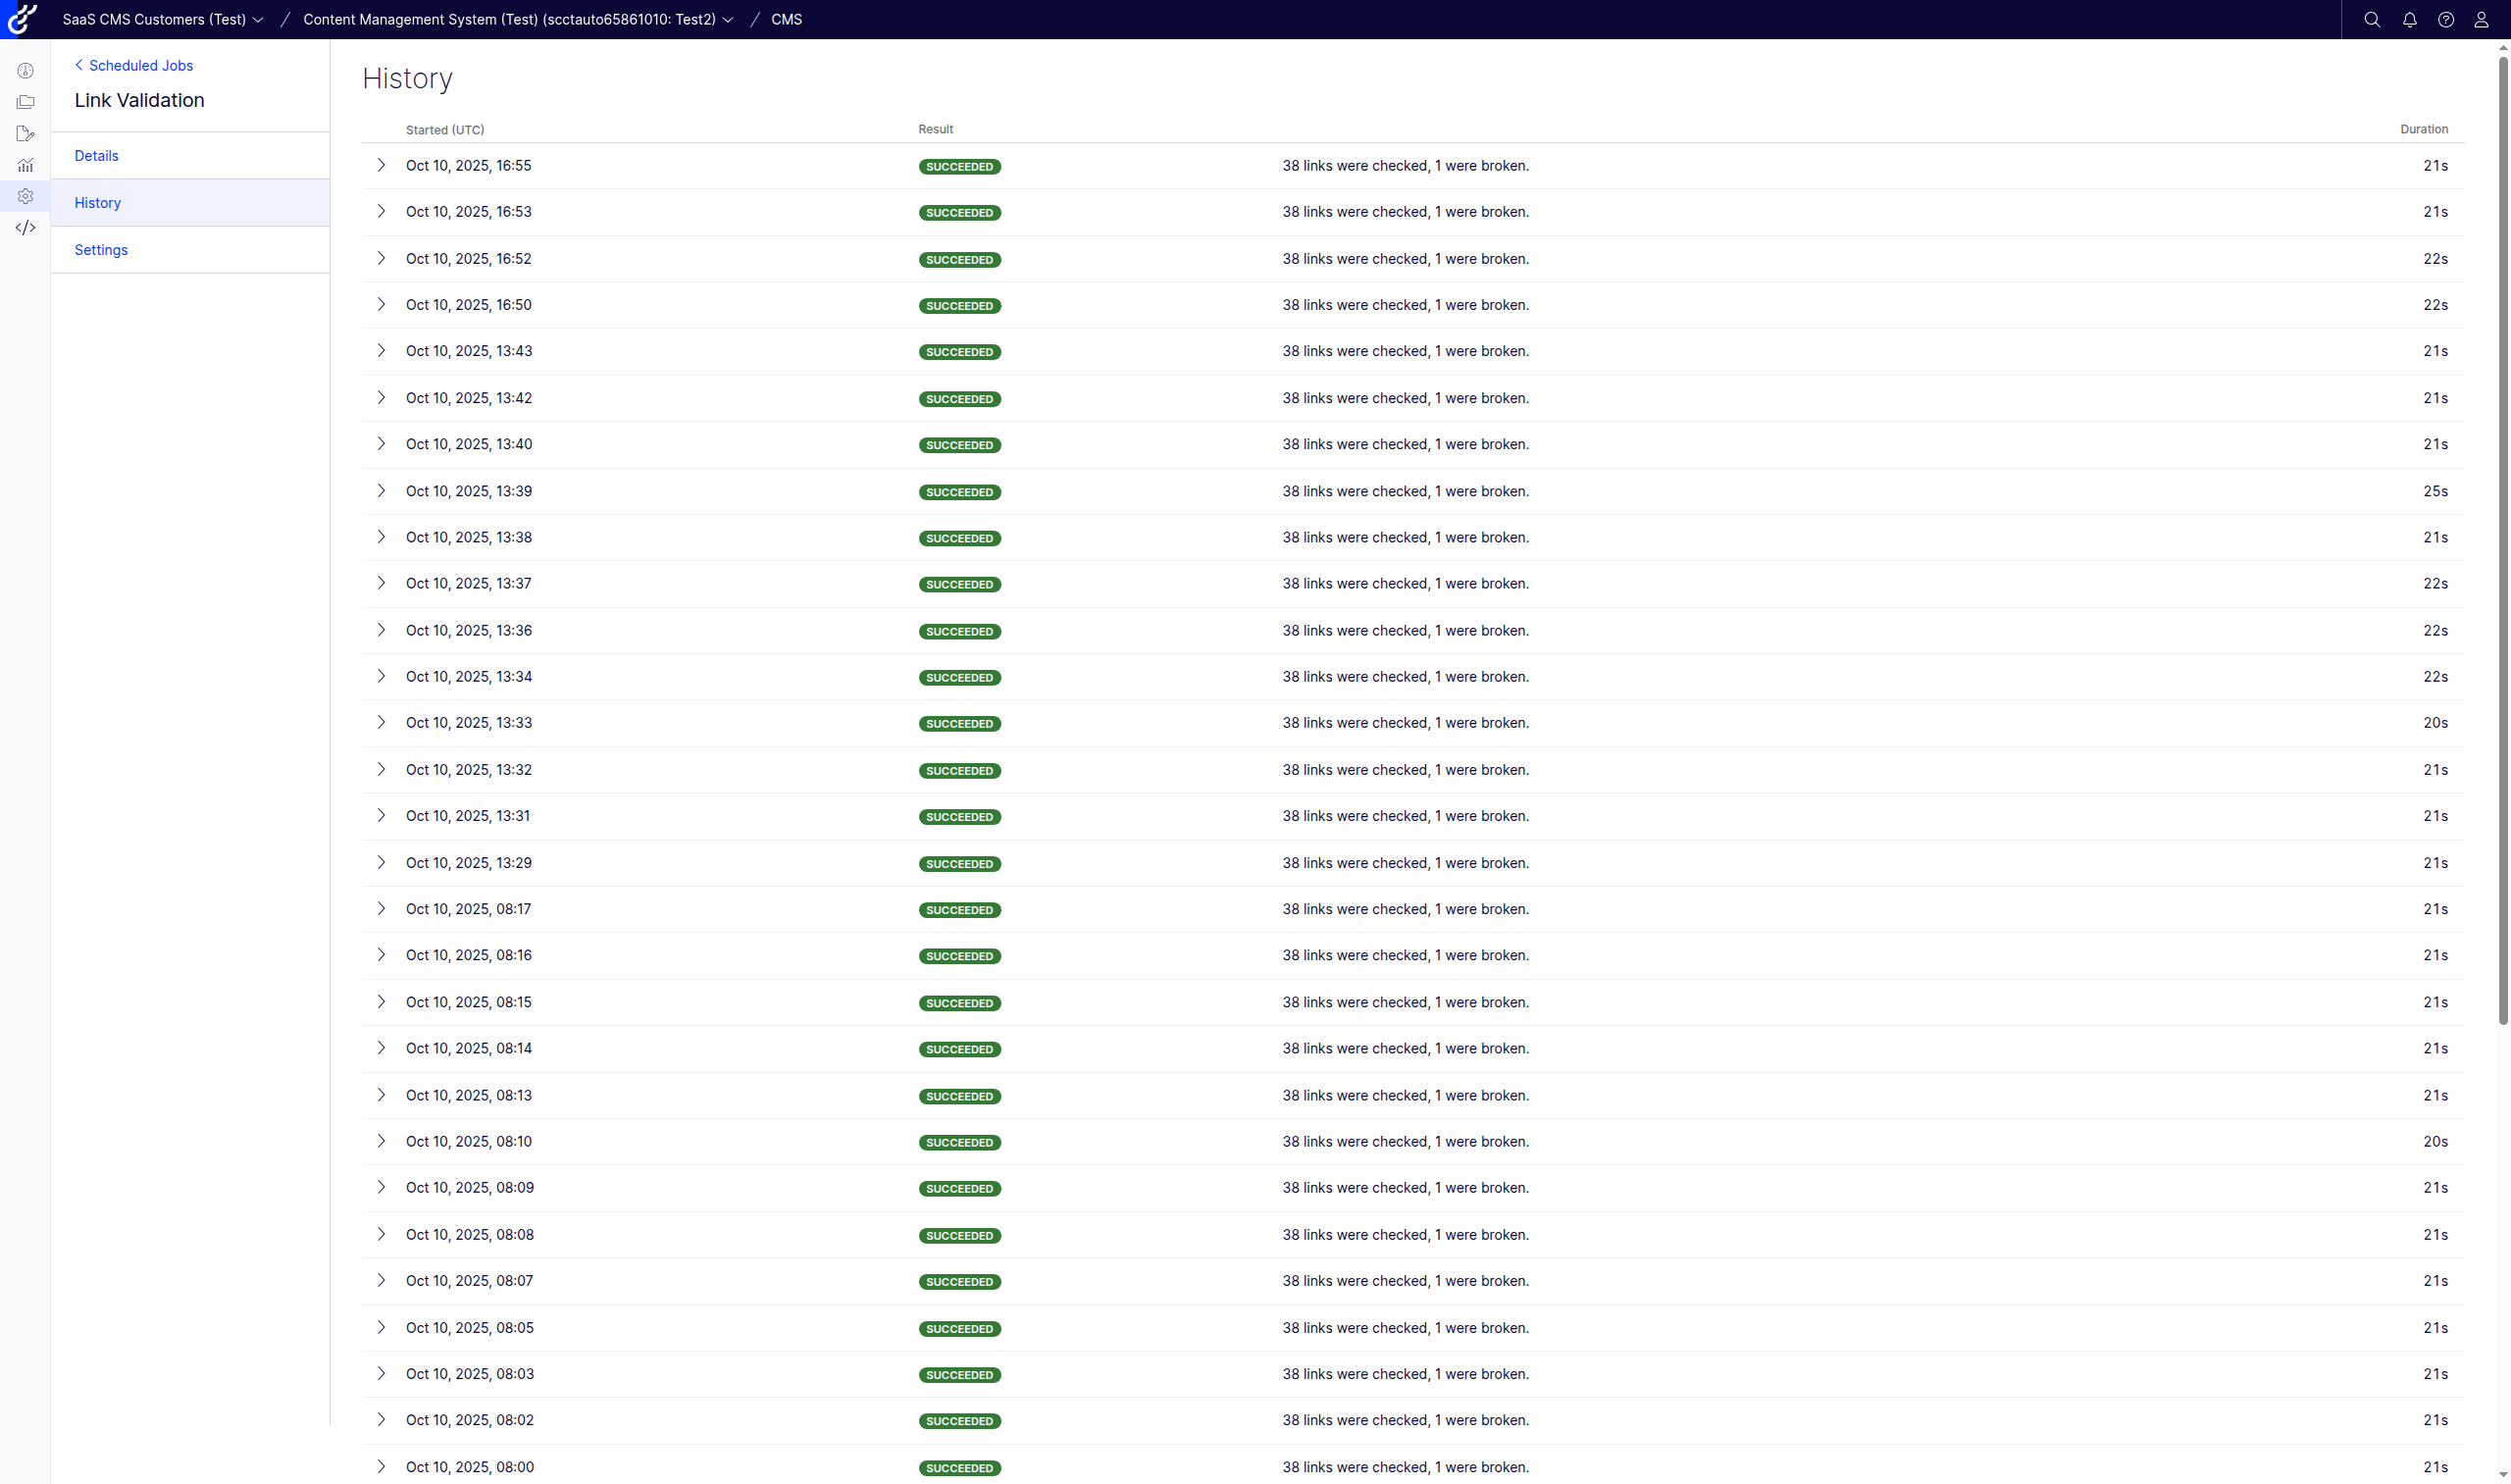 SaaS CMS Customers (Test) / Content Management System (Test) (scctauto65861010: Test2) / CMS
Scheduled Jobs
Link Validation
Details
History
Settings
History
Started (UTC) Result Duration
Oct 10, 2025, 16:55 SUCCEEDED 38 links were checked, 1 were broken. 21s
Oct 10, 2025, 16:53 SUCCEEDED 38 links were checked, 1 were broken. 21s
Oct 10, 2025, 16:52 SUCCEEDED 38 links were checked, 1 were broken. 22s
Oct 10, 2025, 16:50 SUCCEEDED 38 links were checked, 1 were broken. 22s
Oct 10, 2025, 13:43 SUCCEEDED 38 links were checked, 1 were broken. 21s
Oct 10, 2025, 13:42 SUCCEEDED 38 links were checked, 1 were broken. 21s
Oct 10, 2025, 13:40 SUCCEEDED 38 links were checked, 1 were broken. 21s
Oct 10, 2025, 13:39 SUCCEEDED 38 links were checked, 1 were broken. 25s
Oct 10, 2025, 13:38 SUCCEEDED 38 links were checked, 1 were broken. 21s
Oct 10, 2025, 13:37 SUCCEEDED 38 links were checked, 1 were broken. 22s
Oct 10, 2025, 13:36 SUCCEEDED 38 links were checked, 1 were broken. 22s
Oct 10, 2025, 13:34 SUCCEEDED 38 links were checked, 1 were broken. 22s
Oct 10, 2025, 13:33 SUCCEEDED 38 links were checked, 1 were broken. 20s
Oct 10, 2025, 13:32 SUCCEEDED 38 links were checked, 1 were broken. 21s
Oct 10, 2025, 13:31 SUCCEEDED 38 links were checked, 1 were broken. 21s
Oct 10, 2025, 13:29 SUCCEEDED 38 links were checked, 1 were broken. 21s
Oct 10, 2025, 08:17 SUCCEEDED 38 links were checked, 1 were broken. 21s
Oct 10, 2025, 08:16 SUCCEEDED 38 links were checked, 1 were broken. 21s
Oct 10, 2025, 08:15 SUCCEEDED 38 links were checked, 1 were broken. 21s
Oct 10, 2025, 08:14 SUCCEEDED 38 links were checked, 1 were broken. 21s
Oct 10, 2025, 08:13 SUCCEEDED 38 links were checked, 1 were broken. 21s
Oct 10, 2025, 08:10 SUCCEEDED 38 links were checked, 1 were broken. 20s
Oct 10, 2025, 08:09 SUCCEEDED 38 links were checked, 1 were broken. 21s
Oct 10, 2025, 08:08 SUCCEEDED 38 links were checked, 1 were broken. 21s
Oct 10, 2025, 08:07 SUCCEEDED 38 links were checked, 1 were broken. 21s
Oct 10, 2025, 08:05 SUCCEEDED 38 links were checked, 1 were broken. 21s
Oct 10, 2025, 08:03 SUCCEEDED 38 links were checked, 1 were broken. 21s
Oct 10, 2025, 08:02 SUCCEEDED 38 links were checked, 1 were broken. 21s
Oct 10, 2025, 08:00 SUCCEEDED 38 links were checked, 1 were broken. 21s